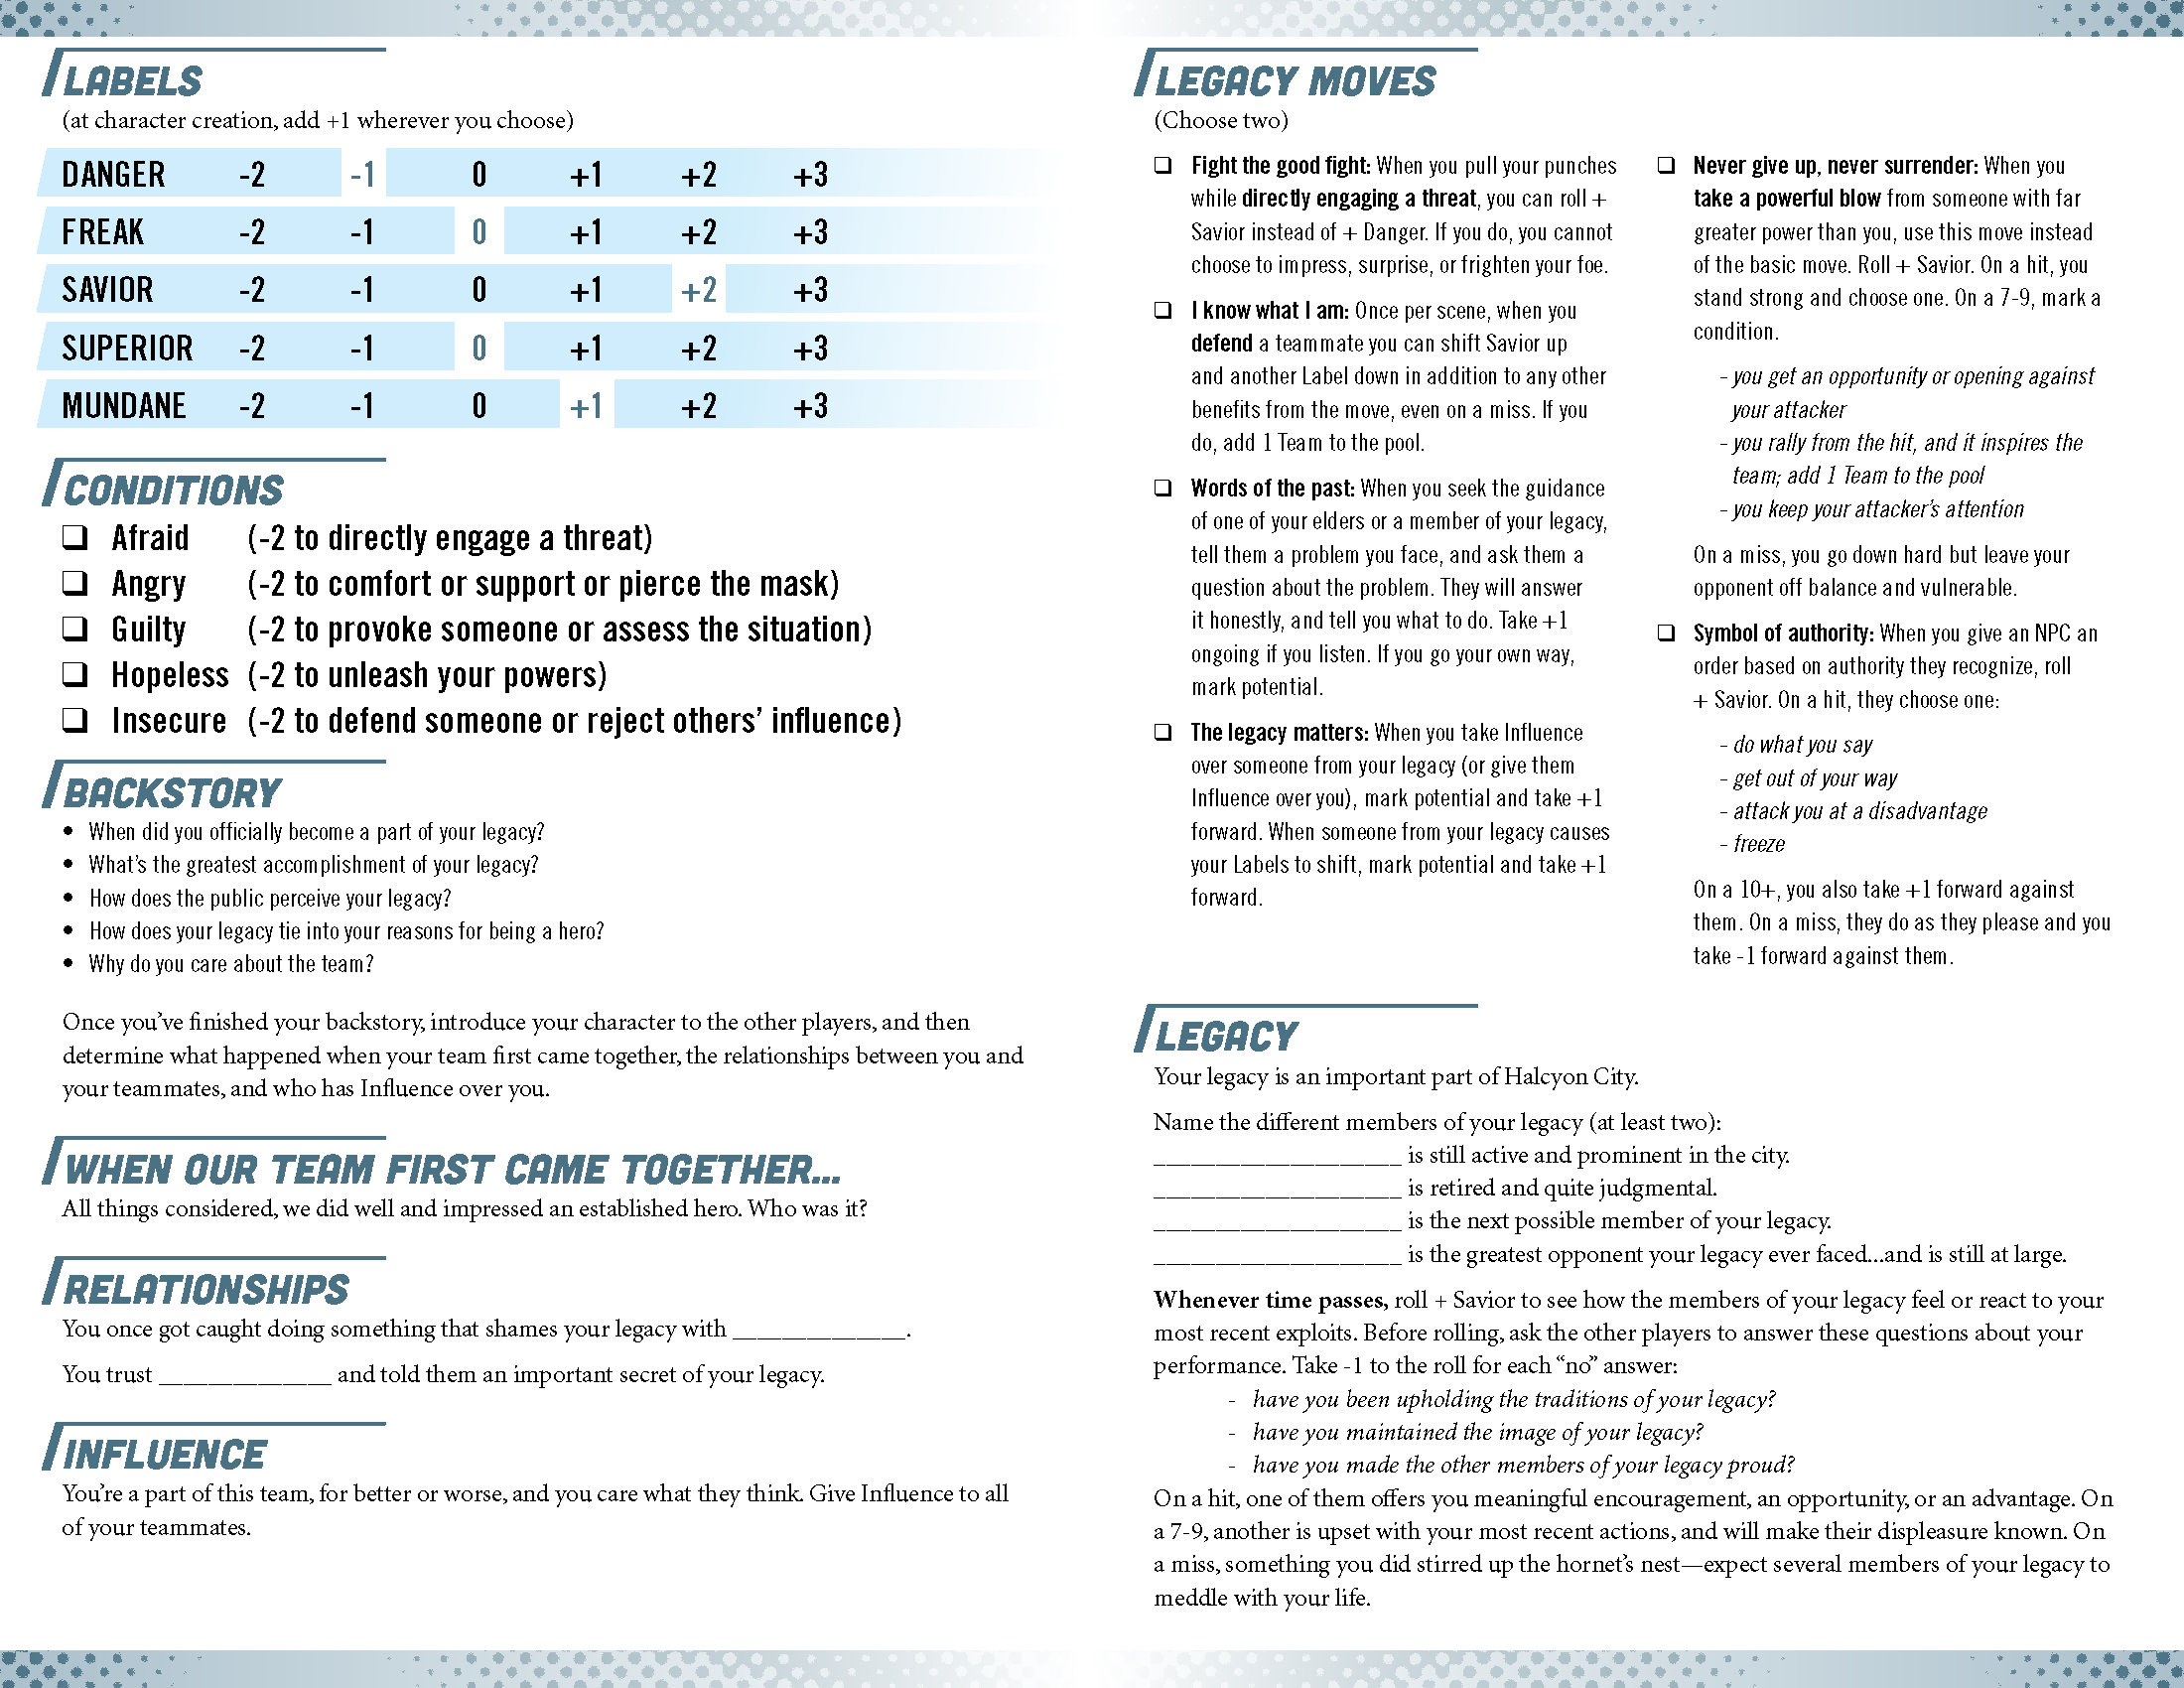 LABELS
(at character creation, add +1 wherever you choose)
DANGER -2 -1 0 +1 +2 +3
FREAK -2 -1 0 +1 +2 +3
SAVIOR -2 -1 0 +1 +2 +3
SUPERIOR -2 -1 0 +1 +2 +3
MUNDANE -2 -1 0 +1 +2 +3
CONDITIONS
❑ Afraid (-2 to directly engage a threat)
❑ Angry (-2 to comfort or support or pierce the mask)
❑ Guilty (-2 to provoke someone or assess the situation)
❑ Hopeless (-2 to unleash your powers)
❑ Insecure (-2 to defend someone or reject others’ influence)
BACKSTORY
• When did you officially become a part of your legacy?
• What’s the greatest accomplishment of your legacy?
• How does the public perceive your legacy?
• How does your legacy tie into your reasons for being a hero?
• Why do you care about the team?
Once you’ve finished your backstory, introduce your character to the other players, and then
determine what happened when your team first came together, the relationships between you and
your teammates, and who has Influence over you.
WHEN OUR TEAM FIRST CAME TOGETHER...
All things considered, we did well and impressed an established hero. Who was it?
RELATIONSHIPS
You once got caught doing something that shames your legacy with ______________.
You trust ______________ and told them an important secret of your legacy.
INFLUENCE
You’re a part of this team, for better or worse, and you care what they think. Give Influence to all
of your teammates.
LEGACY MOVES
(Choose two)
❑ Fight the good fight: When you pull your punches
while directly engaging a threat, you can roll +
Savior instead of + Danger. If you do, you cannot
choose to impress, surprise, or frighten your foe.
❑ I know what I am: Once per scene, when you
defend a teammate you can shift Savior up
and another Label down in addition to any other
benefits from the move, even on a miss. If you
do, add 1 Team to the pool.
❑ Words of the past: When you seek the guidance
of one of your elders or a member of your legacy,
tell them a problem you face, and ask them a
question about the problem. They will answer
it honestly, and tell you what to do. Take +1
ongoing if you listen. If you go your own way,
mark potential.
❑ The legacy matters: When you take Influence
over someone from your legacy (or give them
Influence over you), mark potential and take +1
forward. When someone from your legacy causes
your Labels to shift, mark potential and take +1
forward.
❑ Never give up, never surrender: When you
take a powerful blow from someone with far
greater power than you, use this move instead
of the basic move. Roll + Savior. On a hit, you
stand strong and choose one. On a 7-9, mark a
condition.
- you get an opportunity or opening against
your attacker
- you rally from the hit, and it inspires the
team; add 1 Team to the pool
- you keep your attacker’s attention
On a miss, you go down hard but leave your
opponent off balance and vulnerable.
❑ Symbol of authority: When you give an NPC an
order based on authority they recognize, roll
+ Savior. On a hit, they choose one:
- do what you say
- get out of your way
- attack you at a disadvantage
- freeze
On a 10+, you also take +1 forward against
them. On a miss, they do as they please and you
take -1 forward against them.
LEGACY
Your legacy is an important part of Halcyon City.
Name the different members of your legacy (at least two):
____________________ is still active and prominent in the city.
____________________ is retired and quite judgmental.
____________________ is the next possible member of your legacy.
____________________ is the greatest opponent your legacy ever faced...and is still at large.
Whenever time passes, roll + Savior to see how the members of your legacy feel or react to your
most recent exploits. Before rolling, ask the other players to answer these questions about your
performance. Take -1 to the roll for each “no” answer:
- have you been upholding the traditions of your legacy?
- have you maintained the image of your legacy?
- have you made the other members of your legacy proud?
On a hit, one of them offers you meaningful encouragement, an opportunity, or an advantage. On
a 7-9, another is upset with your most recent actions, and will make their displeasure known. On
a miss, something you did stirred up the hornet’s nest—expect several members of your legacy to
meddle with your life.